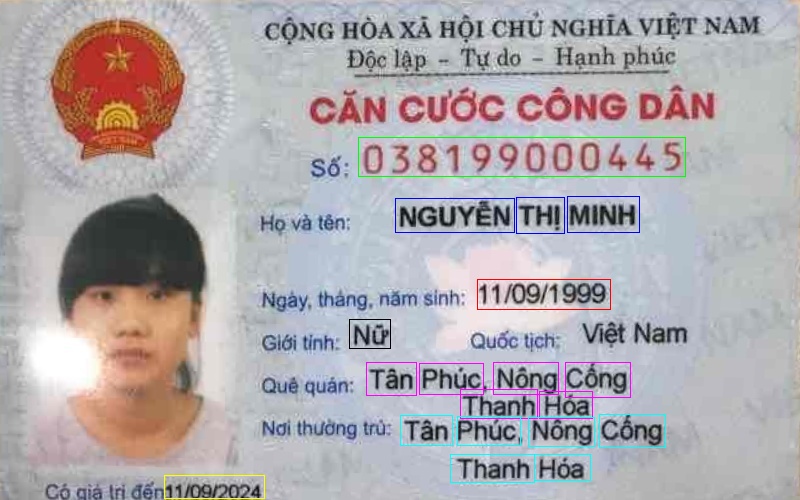 CỘNG HÒA XÃ HỘI CHỦ NGHĨA VIỆT NAM
Độc lập - Tự do - Hạnh phúc
CĂN CƯỚC CÔNG DÂN
Số: 038199000445
Họ và tên: NGUYỄN THỊ MINH
Ngày, tháng, năm sinh: 11/09/1999
Giới tính: Nữ Quốc tịch: Việt Nam
Quê quán: Tân Phúc, Nông Cống
Thanh Hóa
Nơi thường trú: Tân Phúc, Nông Cống
Thanh Hóa
Có giá trị đến 11/09/2024